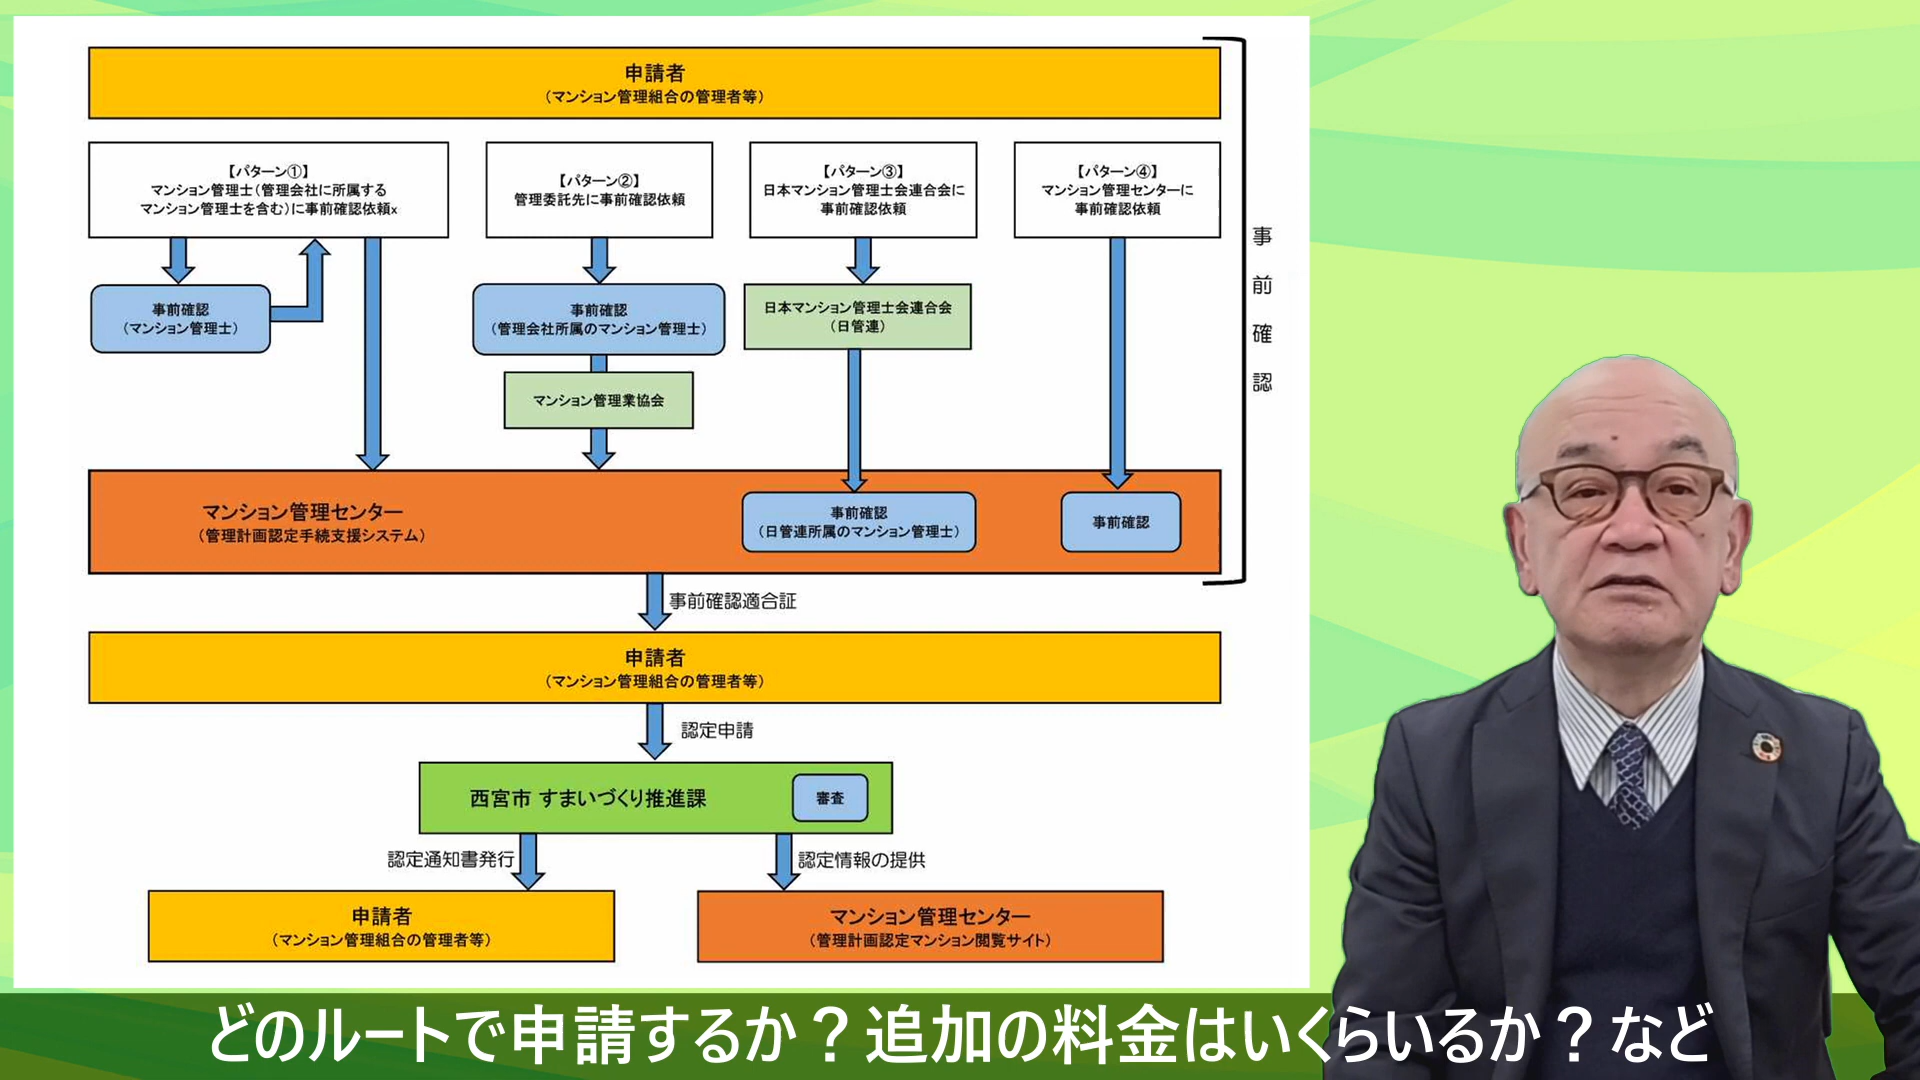 申請者
（マンション管理組合の管理者等）
【パターン①】
マンション管理士（管理会社に所属する
マンション管理士を含む）に事前確認依頼x
【パターン②】
管理委託先に事前確認依頼
【パターン③】
日本マンション管理士会連合会に
事前確認依頼
【パターン④】
マンション管理センターに
事前確認依頼
事前確認
（マンション管理士）
事前確認
（管理会社所属のマンション管理士）
日本マンション管理士会連合会
（日管連）
マンション管理業協会
事前確認
マンション管理センター
（管理計画認定手続支援システム）
事前確認
（日管連所属のマンション管理士）
事前確認
事前確認適合証
申請者
（マンション管理組合の管理者等）
認定申請
西宮市 すまいづくり推進課
審査
認定通知書発行
認定情報の提供
申請者
（マンション管理組合の管理者等）
マンション管理センター
（管理計画認定マンション閲覧サイト）
どのルートで申請するか？追加の料金はいくらいるか？など